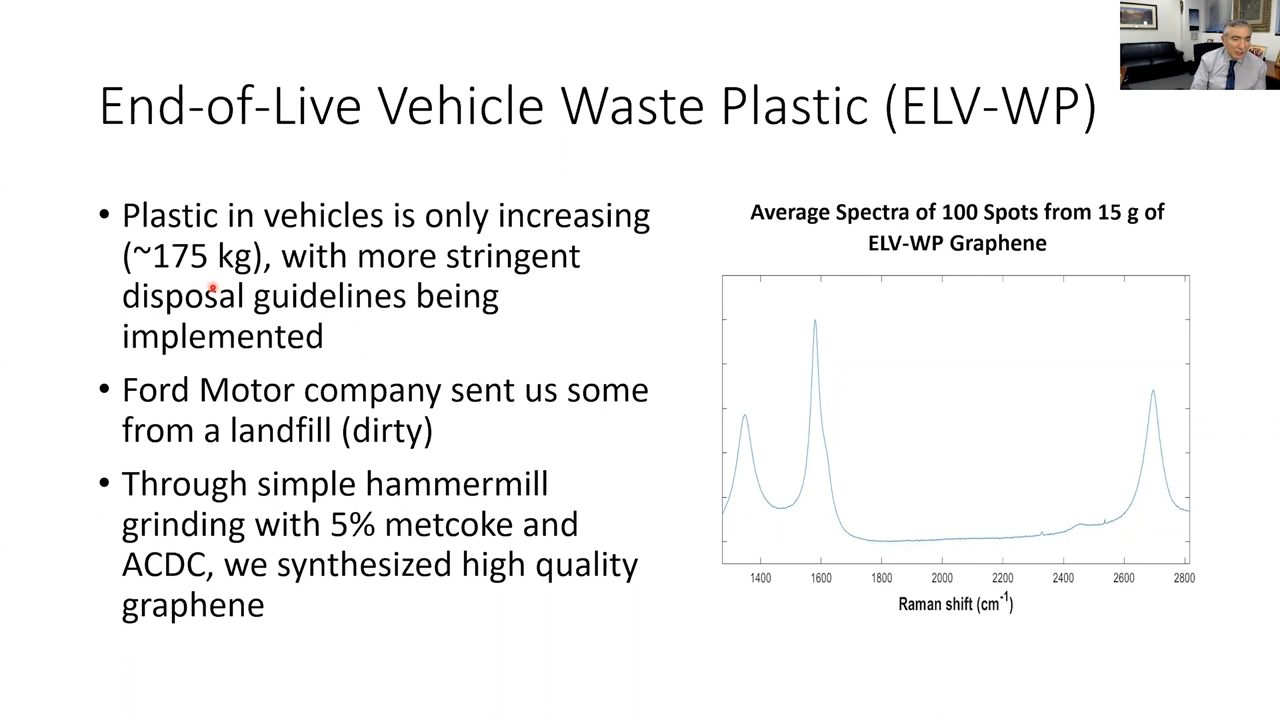 End-of-Live Vehicle Waste Plastic (ELV-WP)
• Plastic in vehicles is only increasing
(~175 kg), with more stringent
disposal guidelines being
implemented
• Ford Motor company sent us some
from a landfill (dirty)
• Through simple hammermill
grinding with 5% metcoke and
ACDC, we synthesized high quality
graphene
Average Spectra of 100 Spots from 15 g of
ELV-WP Graphene
1400 1600 1800 2000 2200 2400 2600 2800
Raman shift (cm⁻¹)